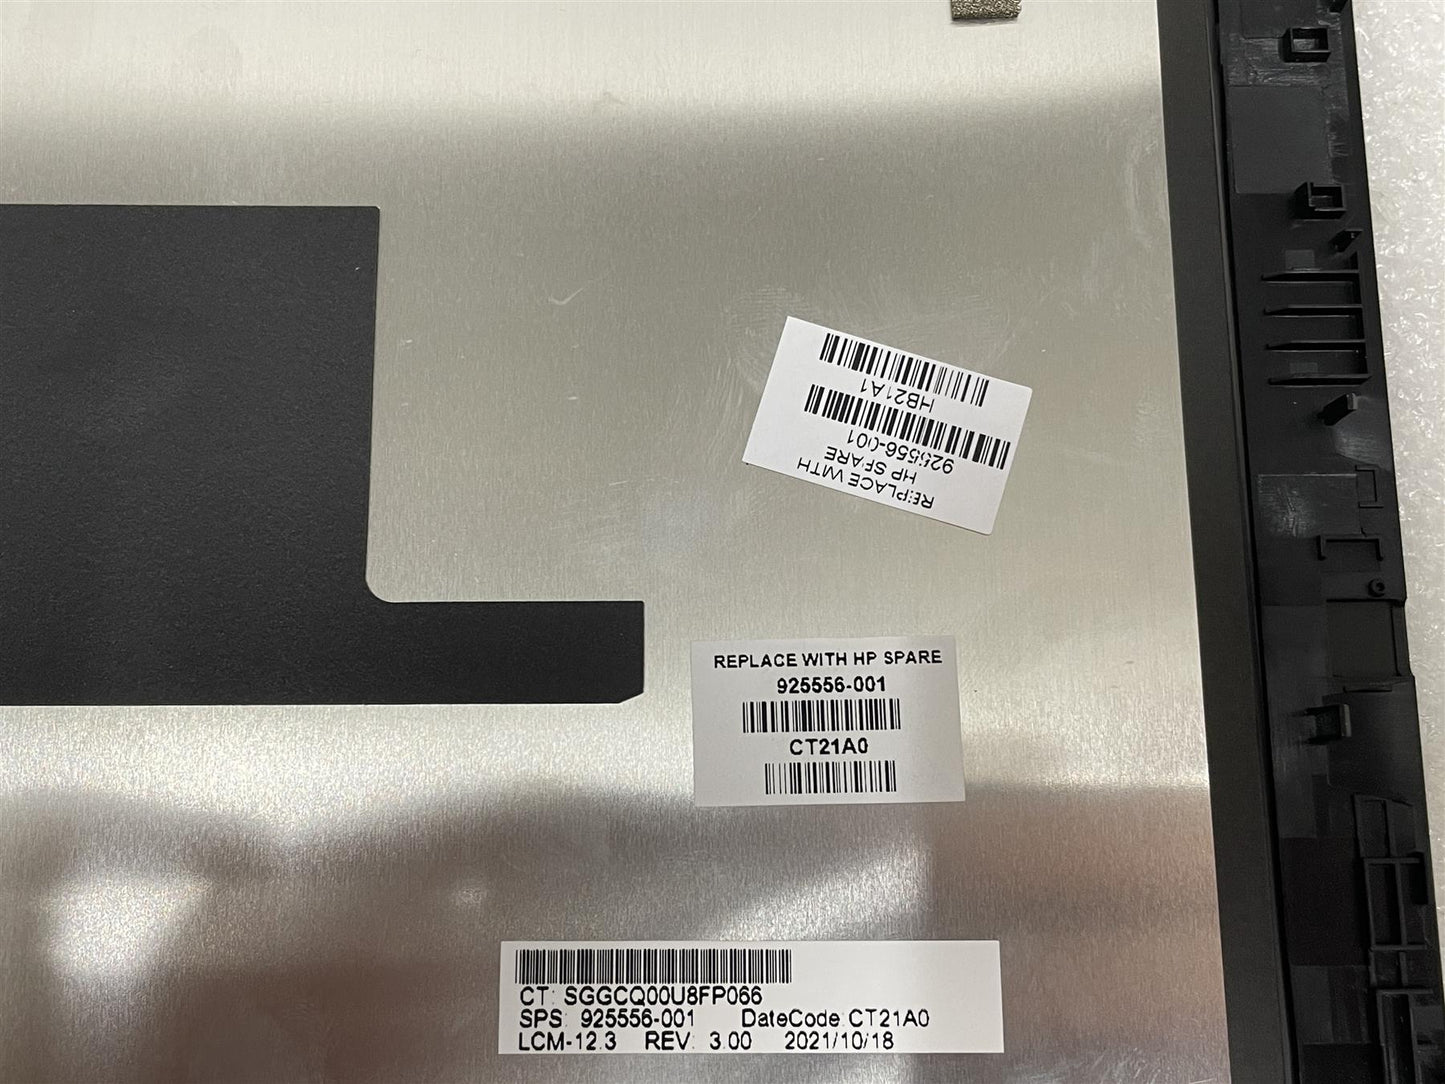 REPLACE WITH
HP SPARE
925556-001
HB21A1
REPLACE WITH HP SPARE
925556-001
CT21A0
CT: SGGCQ00U8FP066
SPS: 925556-001 DateCode:CT21A0
LCM-12.3 REV: 3.00 2021/10/18